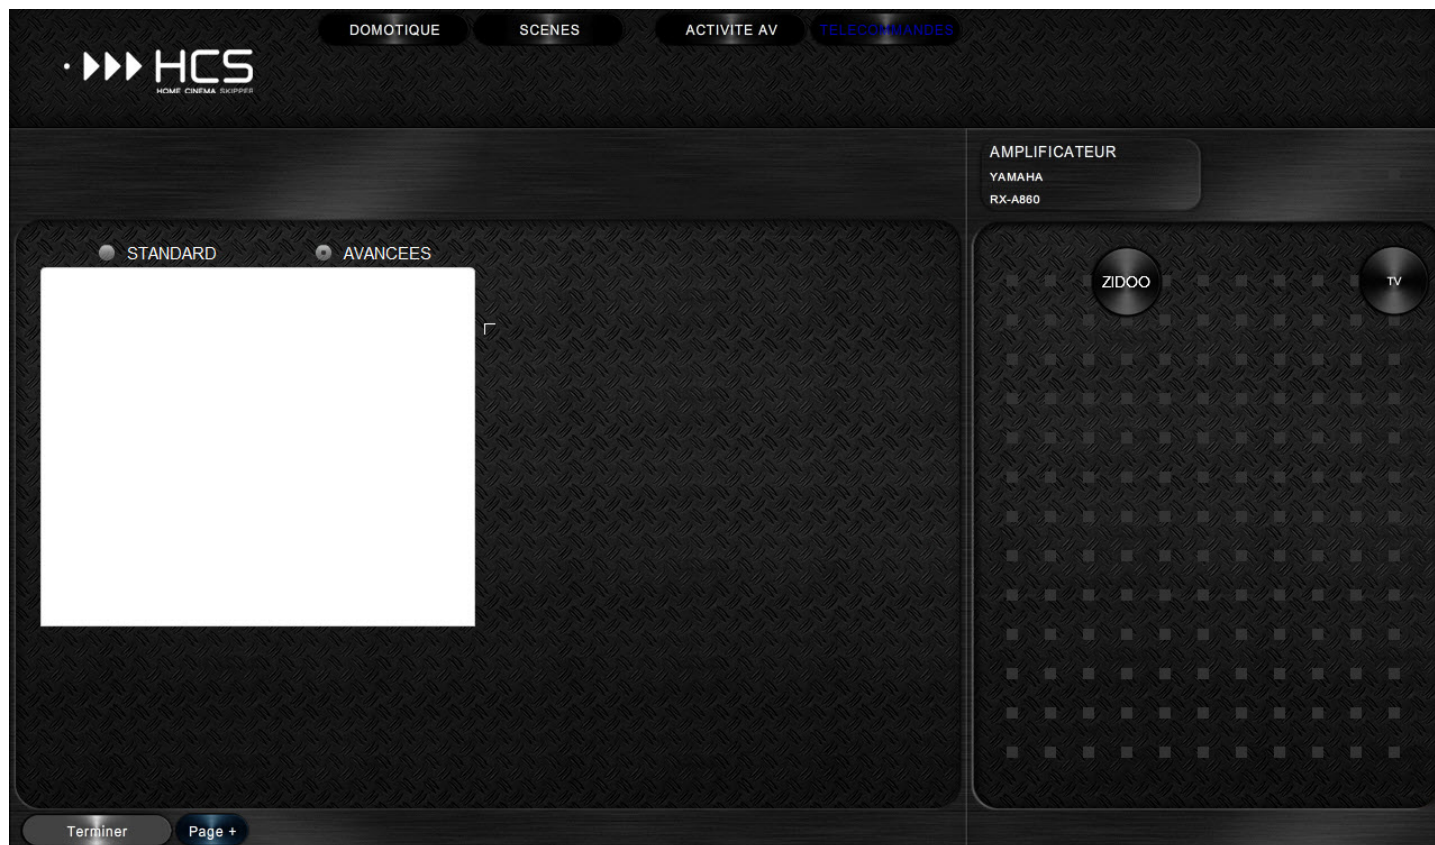 DOMOTIQUE SCENES ACTIVITE AV TELECOMMANDES
HCS
HOME CINEMA SKIPPER
AMPLIFICATEUR
YAMAHA
RX-A860
STANDARD AVANCEES
ZIDOO TV
Terminer Page +